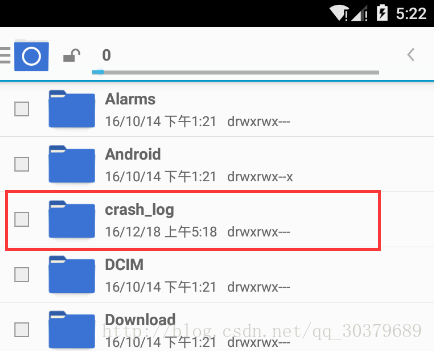 5:22
0
Alarms
16/10/14 下午1:21 drwxrwx---
Android
16/10/14 下午1:21 drwxrwx--x
crash_log
16/12/18 上午5:18 drwxrwx---
DCIM
16/10/14 下午1:21 drwxrwx---
Download
16/10/14 下午1:21 drwxrwx---
http://blog.csdn.net/qq_30379689